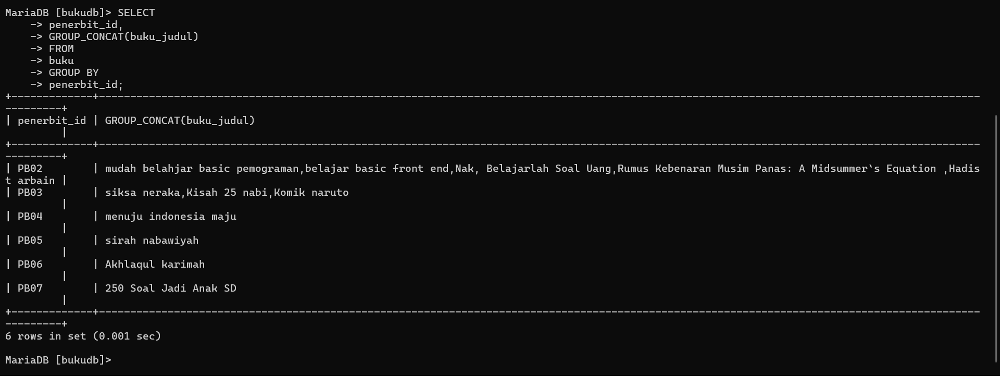 MariaDB [bukudb]> SELECT
    -> penerbit_id,
    -> GROUP_CONCAT(buku_judul)
    -> FROM
    -> buku
    -> GROUP BY
    -> penerbit_id;
+-------------+---------------------------------------------------------------------------------------------------------------------------------------------
---------+
| penerbit_id | GROUP_CONCAT(buku_judul)
         |
+-------------+---------------------------------------------------------------------------------------------------------------------------------------------
---------+
| PB02        | mudah belahjar basic pemograman,belajar basic front end,Nak, Belajarlah Soal Uang,Rumus Kebenaran Musim Panas: A Midsummer`s Equation ,Hadis
t arbain |
| PB03        | siksa neraka,Kisah 25 nabi,Komik naruto
         |
| PB04        | menuju indonesia maju
         |
| PB05        | sirah nabawiyah
         |
| PB06        | Akhlaqul karimah
         |
| PB07        | 250 Soal Jadi Anak SD
         |
+-------------+---------------------------------------------------------------------------------------------------------------------------------------------
---------+
6 rows in set (0.001 sec)

MariaDB [bukudb]>